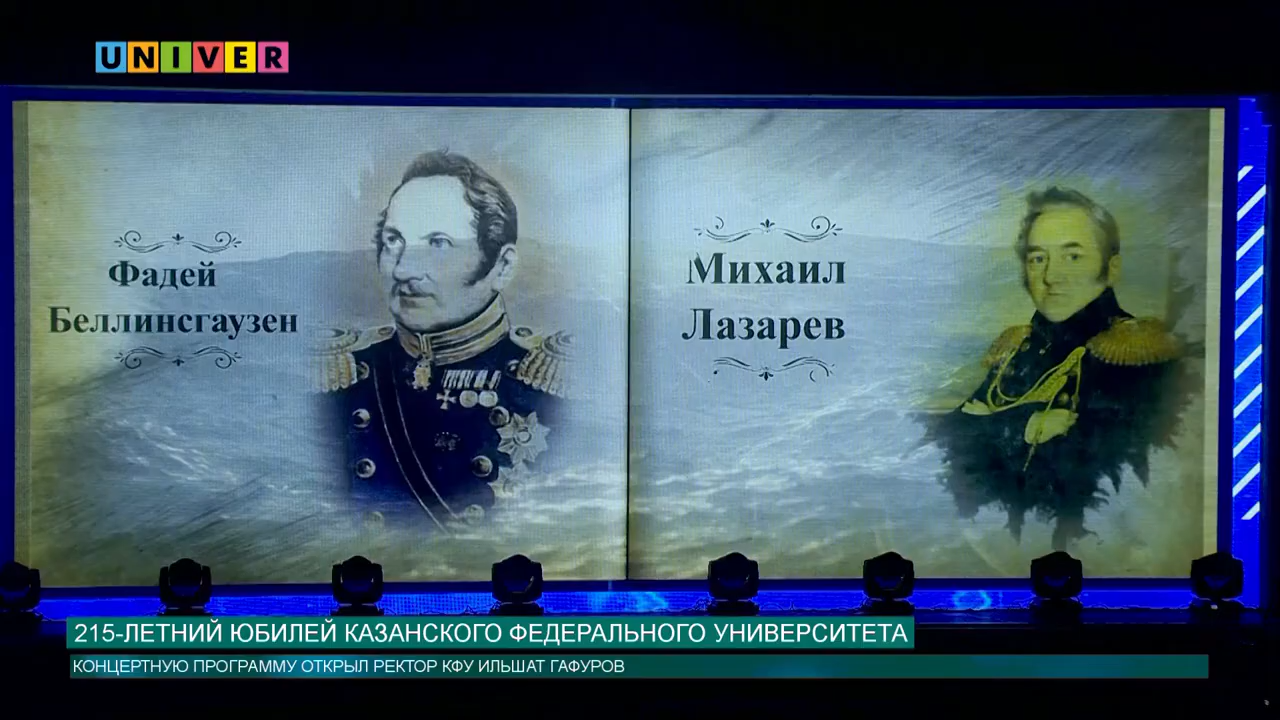 UNIVER
Фадей
Беллинсгаузен
Михаил
Лазарев
215-ЛЕТНИЙ ЮБИЛЕЙ КАЗАНСКОГО ФЕДЕРАЛЬНОГО УНИВЕРСИТЕТА
КОНЦЕРТНУЮ ПРОГРАММУ ОТКРЫЛ РЕКТОР КФУ ИЛЬШАТ ГАФУРОВ